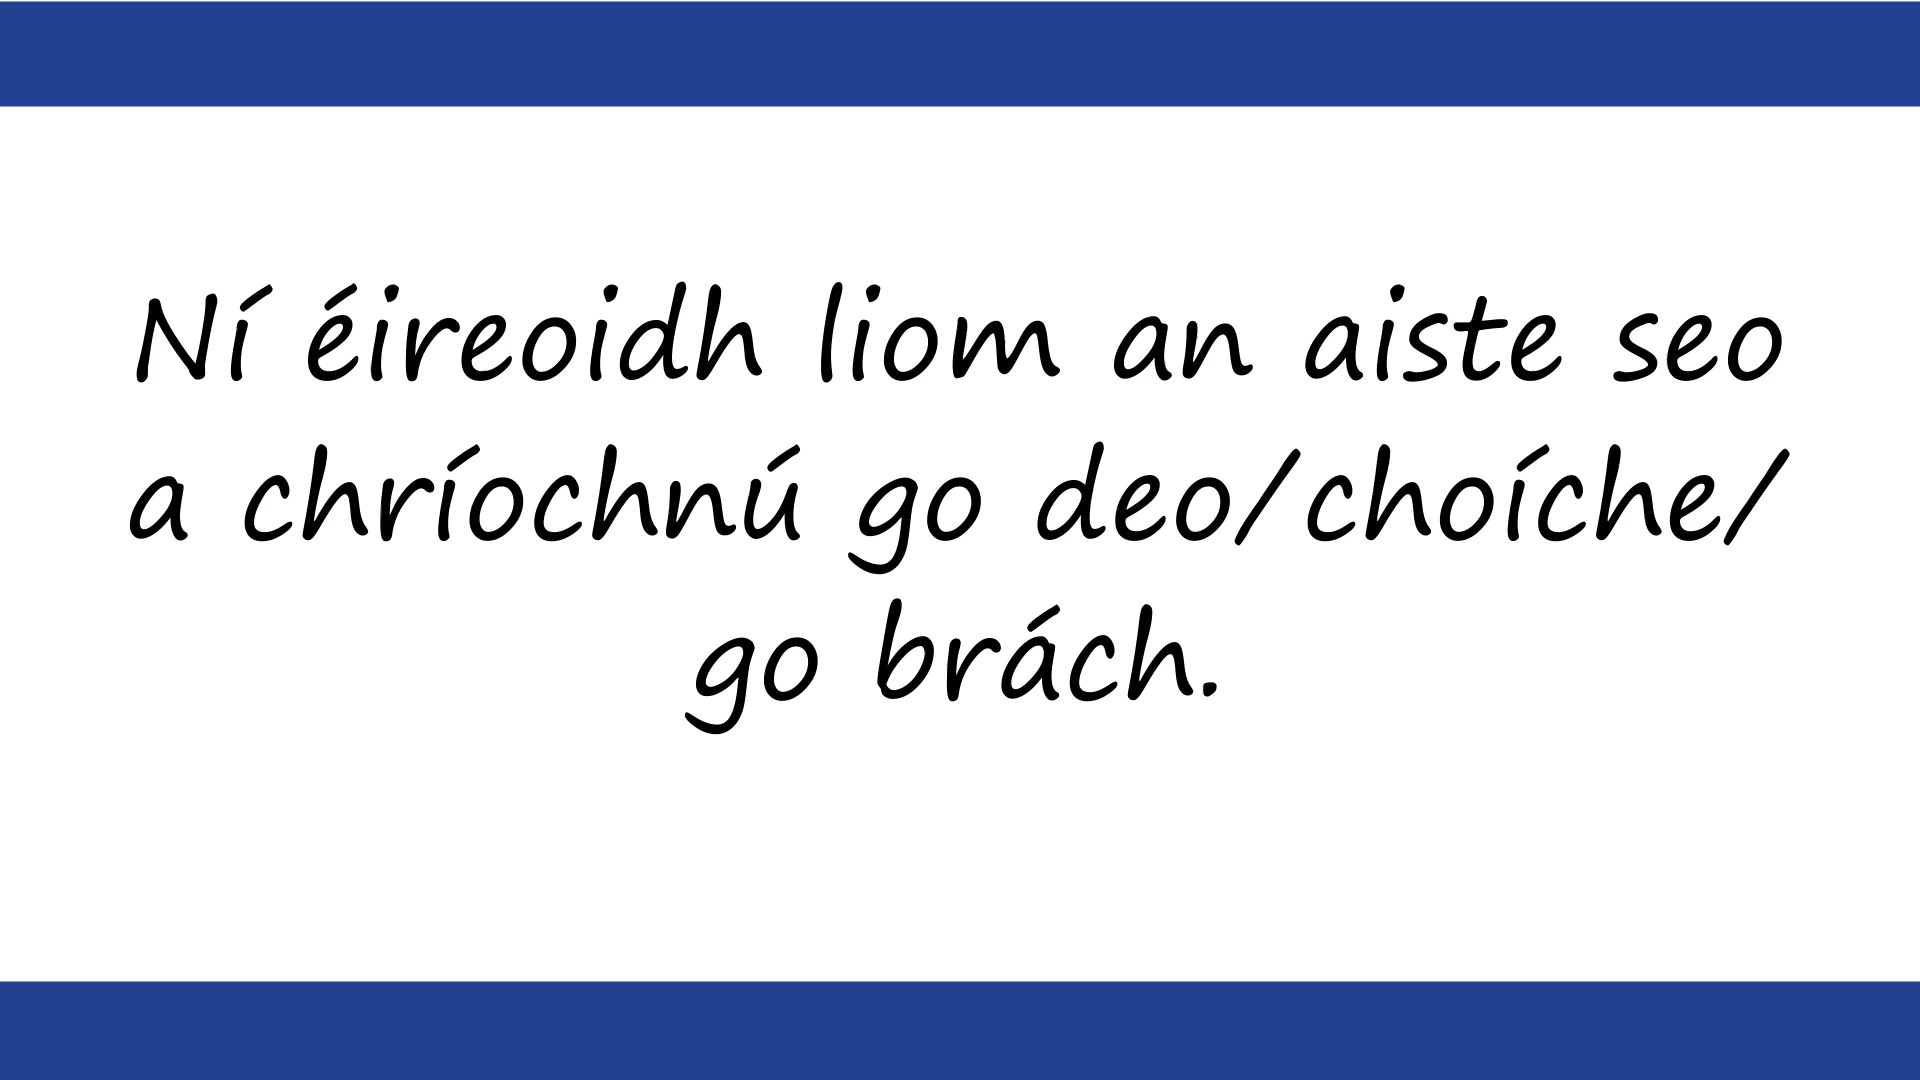 Ní éireoidh liom an aiste seo
a chríochnú go deo/choíche/
go brách.